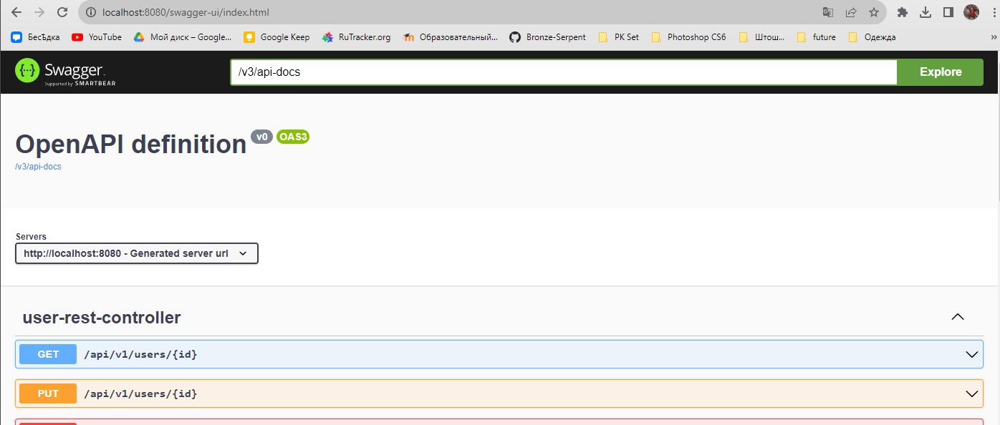 localhost:8080/swagger-ui/index.html
БесѢдка YouTube Мой диск – Google... Google Keep RuTracker.org Образовательный... Bronze-Serpent PK Set Photoshop CS6 Штош... future Одежда »
Swagger
Supported by SMARTBEAR
/v3/api-docs Explore
OpenAPI definition v0 OAS3
/v3/api-docs
Servers
http://localhost:8080 - Generated server url
user-rest-controller
GET /api/v1/users/{id}
PUT /api/v1/users/{id}